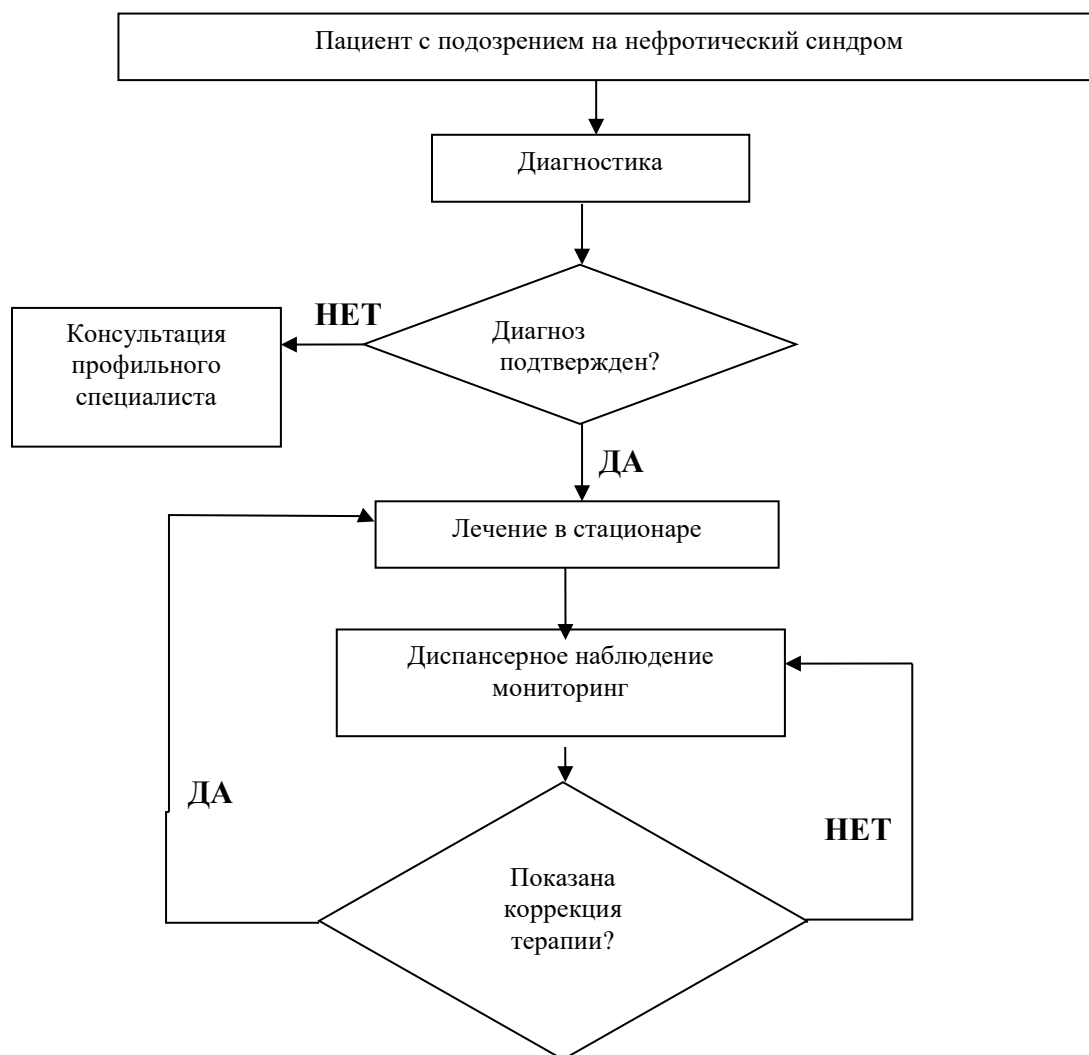 Пациент с подозрением на нефротический синдром
Диагностика
НЕТ
Диагноз
подтвержден?
Консультация
профильного
специалиста
ДА
Лечение в стационаре
Диспансерное наблюдение
мониторинг
ДА
НЕТ
Показана
коррекция
терапии?